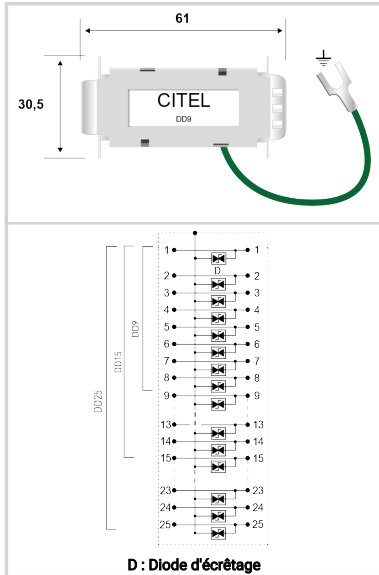 61
30,5
CITEL
DD9
1 1
D
2 2
3 3
4 4
5 5
6 6
7 7
8 8
9 9
13 13
14 14
15 15
23 23
24 24
25 25
DD9
DD15
DD25
D : Diode d'écrêtage